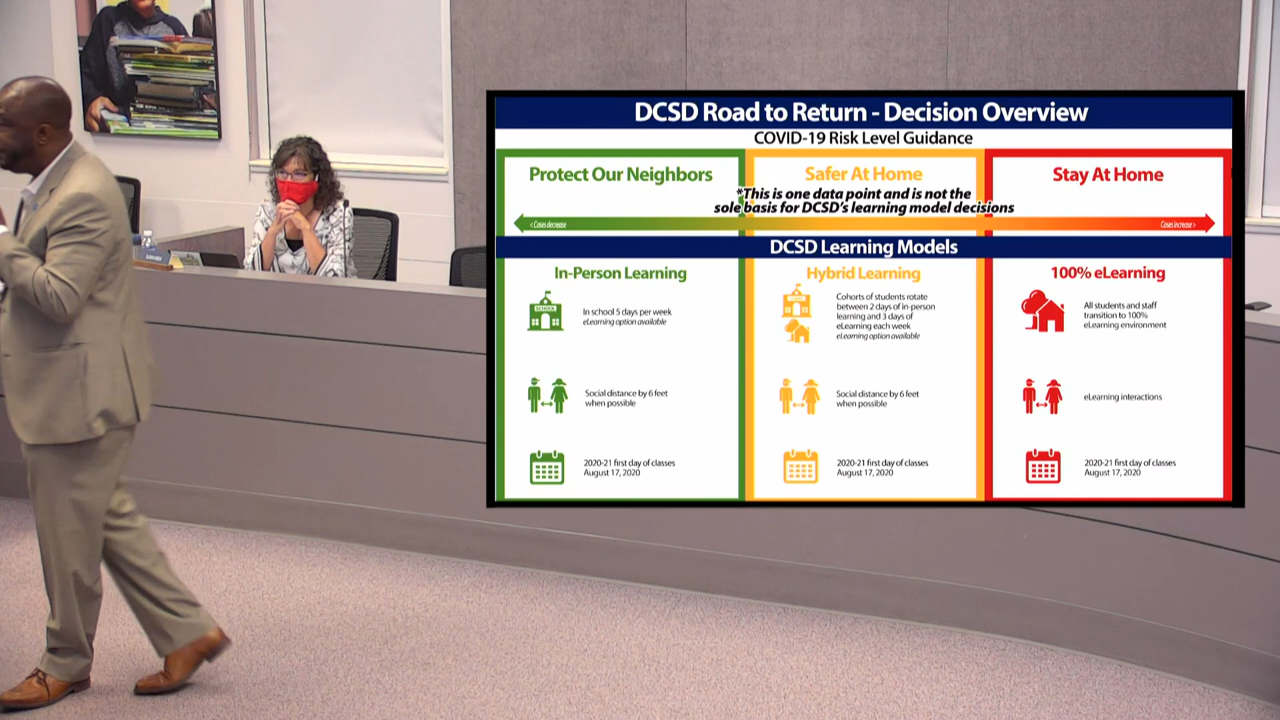 DCSD Road to Return - Decision Overview
COVID-19 Risk Level Guidance
Protect Our Neighbors
Safer At Home
Stay At Home
*This is one data point and is not the
sole basis for DCSD's learning model decisions
< Cases decrease
Cases increase >
DCSD Learning Models
In-Person Learning
SCHOOL
In school 5 days per week
eLearning option available
Social distance by 6 feet
when possible
2020-21 first day of classes
August 17, 2020
Hybrid Learning
Cohorts of students rotate
between 2 days of in-person
learning and 3 days of
eLearning each week
eLearning option available
Social distance by 6 feet
when possible
2020-21 first day of classes
August 17, 2020
100% eLearning
All students and staff
transition to 100%
eLearning environment
eLearning interactions
2020-21 first day of classes
August 17, 2020